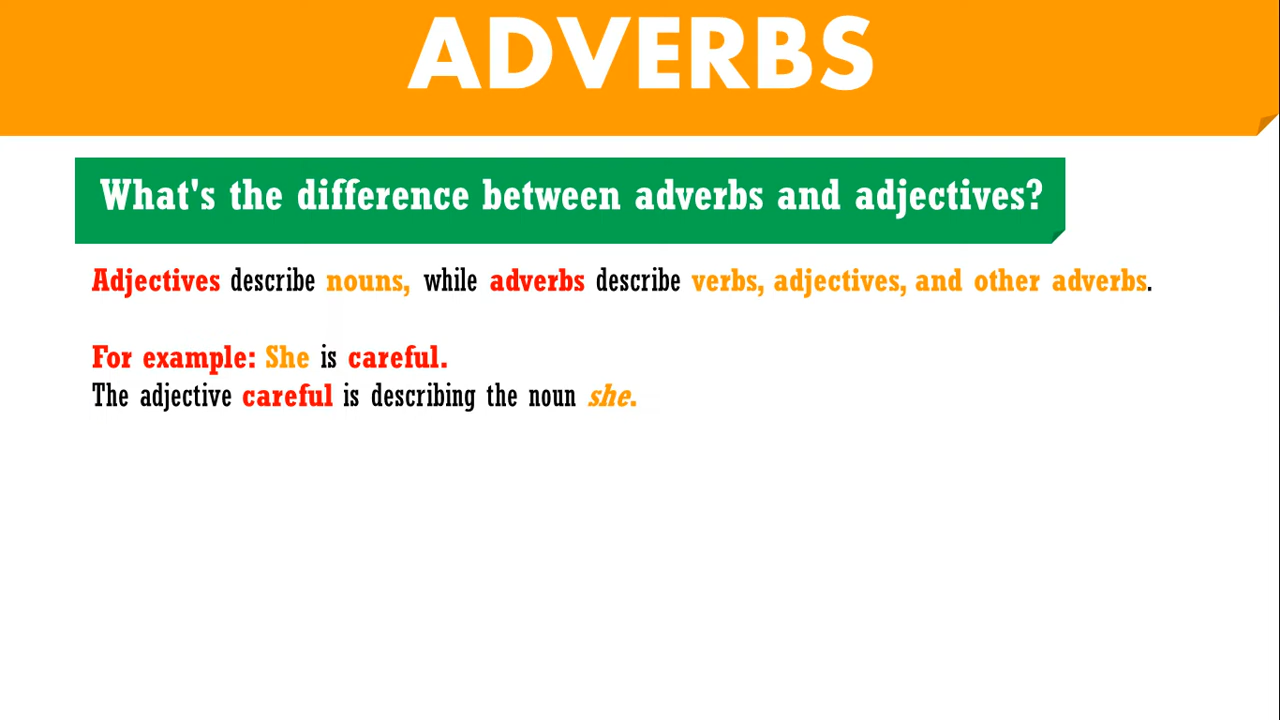 ADVERBS
What's the difference between adverbs and adjectives?
Adjectives describe nouns, while adverbs describe verbs, adjectives, and other adverbs.
For example: She is careful.
The adjective careful is describing the noun she.